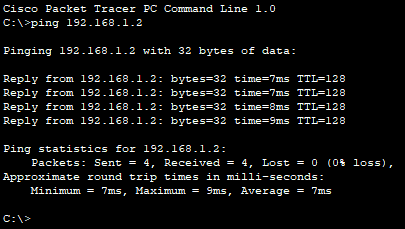 Cisco Packet Tracer PC Command Line 1.0
C:\>ping 192.168.1.2
Pinging 192.168.1.2 with 32 bytes of data:
Reply from 192.168.1.2: bytes=32 time=7ms TTL=128
Reply from 192.168.1.2: bytes=32 time=7ms TTL=128
Reply from 192.168.1.2: bytes=32 time=8ms TTL=128
Reply from 192.168.1.2: bytes=32 time=9ms TTL=128
Ping statistics for 192.168.1.2:
Packets: Sent = 4, Received = 4, Lost = 0 (0% loss),
Approximate round trip times in milli-seconds:
Minimum = 7ms, Maximum = 9ms, Average = 7ms
C:\>